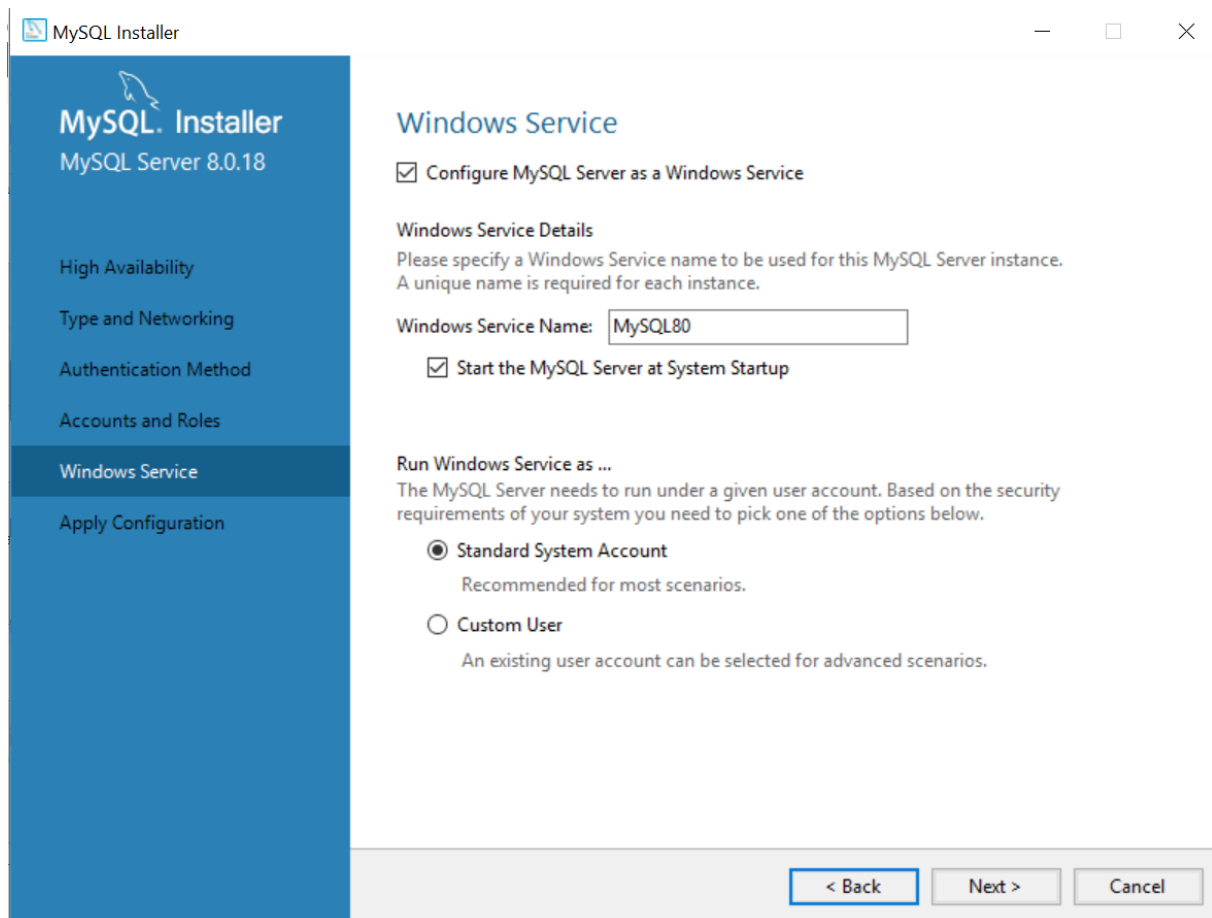 MySQL Installer
MySQL. Installer
MySQL Server 8.0.18
High Availability
Type and Networking
Authentication Method
Accounts and Roles
Windows Service
Apply Configuration
Windows Service
Configure MySQL Server as a Windows Service
Windows Service Details
Please specify a Windows Service name to be used for this MySQL Server instance.
A unique name is required for each instance.
Windows Service Name: MySQL80
Start the MySQL Server at System Startup
Run Windows Service as ...
The MySQL Server needs to run under a given user account. Based on the security
requirements of your system you need to pick one of the options below.
Standard System Account
Recommended for most scenarios.
Custom User
An existing user account can be selected for advanced scenarios.
< Back Next > Cancel